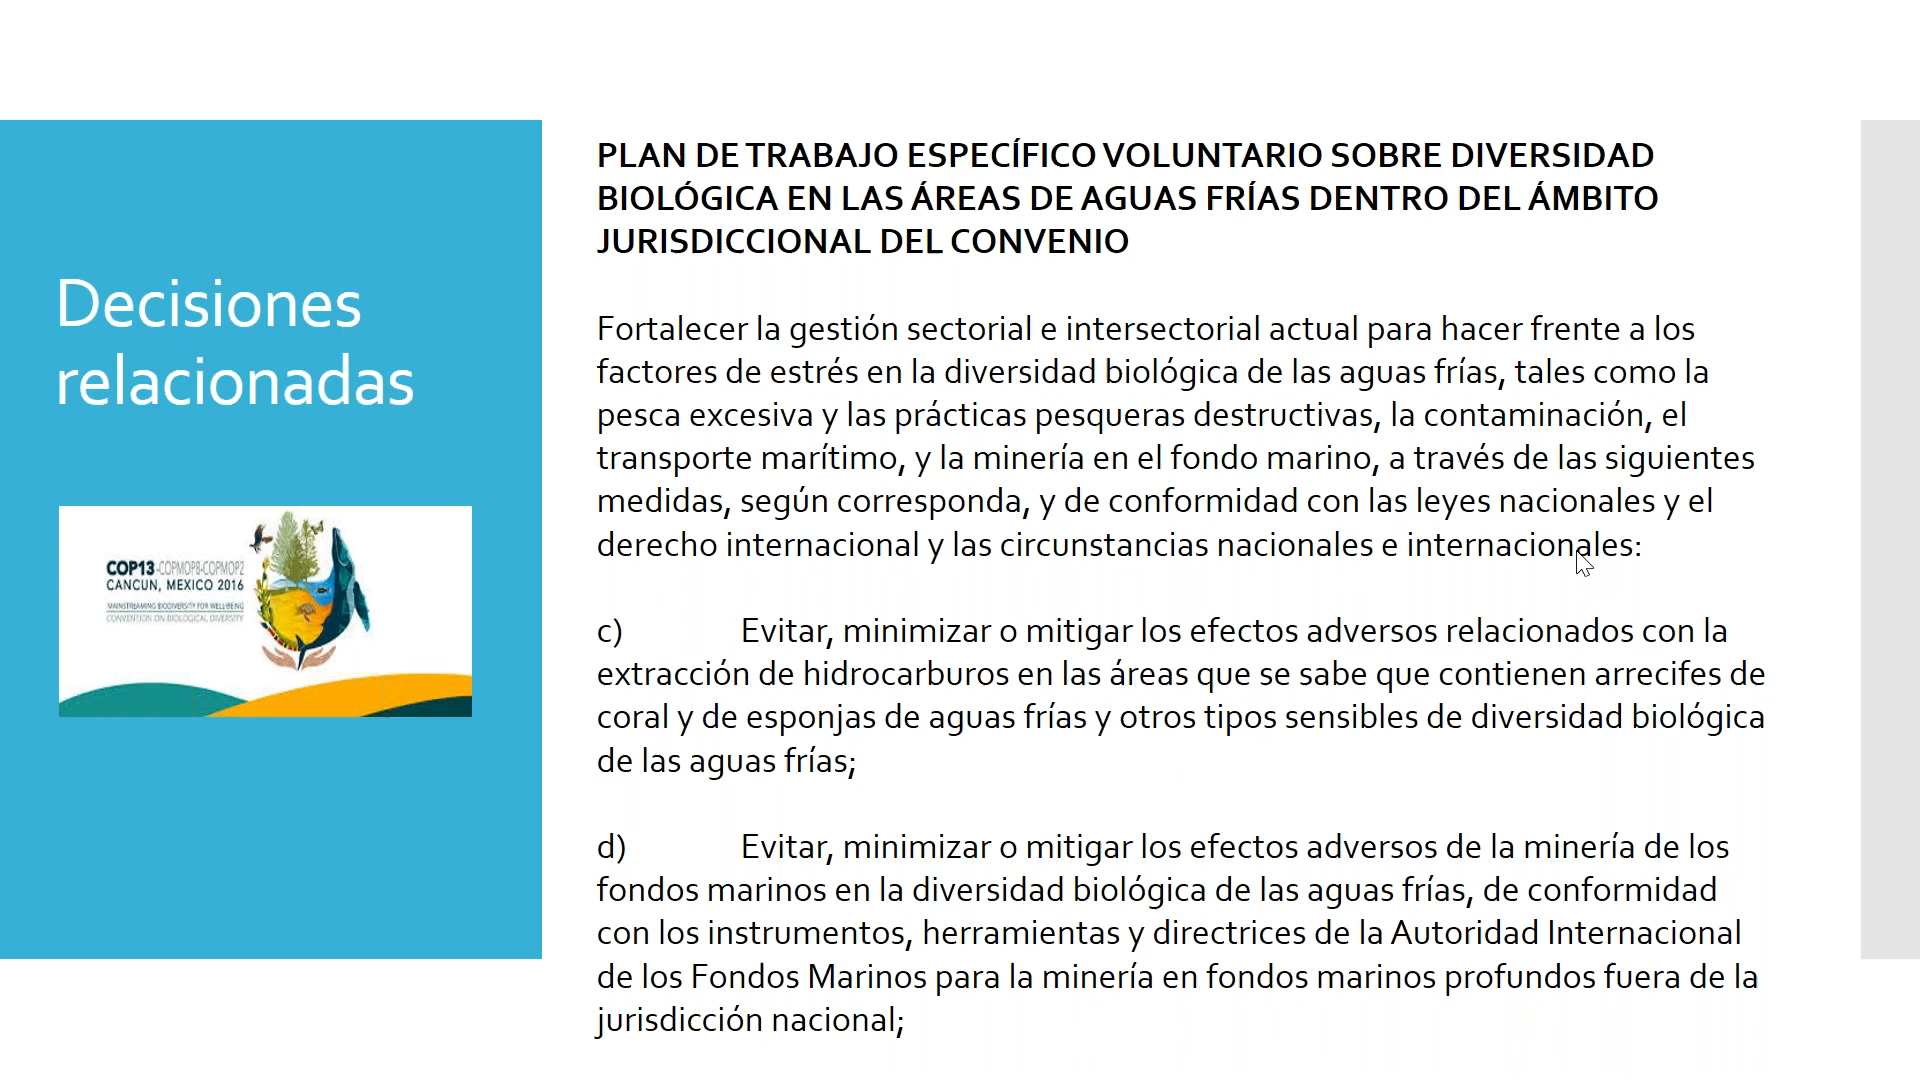 Decisiones
relacionadas
COP13-COPMOP8-COPMOP2
CANCUN, MEXICO 2016
MAINSTREAMING BIODIVERSITY FOR WELL-BEING
CONVENTION ON BIOLOGICAL DIVERSITY
PLAN DE TRABAJO ESPECÍFICO VOLUNTARIO SOBRE DIVERSIDAD
BIOLÓGICA EN LAS ÁREAS DE AGUAS FRÍAS DENTRO DEL ÁMBITO
JURISDICCIONAL DEL CONVENIO
Fortalecer la gestión sectorial e intersectorial actual para hacer frente a los
factores de estrés en la diversidad biológica de las aguas frías, tales como la
pesca excesiva y las prácticas pesqueras destructivas, la contaminación, el
transporte marítimo, y la minería en el fondo marino, a través de las siguientes
medidas, según corresponda, y de conformidad con las leyes nacionales y el
derecho internacional y las circunstancias nacionales e internacionales:
c) Evitar, minimizar o mitigar los efectos adversos relacionados con la
extracción de hidrocarburos en las áreas que se sabe que contienen arrecifes de
coral y de esponjas de aguas frías y otros tipos sensibles de diversidad biológica
de las aguas frías;
d) Evitar, minimizar o mitigar los efectos adversos de la minería de los
fondos marinos en la diversidad biológica de las aguas frías, de conformidad
con los instrumentos, herramientas y directrices de la Autoridad Internacional
de los Fondos Marinos para la minería en fondos marinos profundos fuera de la
jurisdicción nacional;